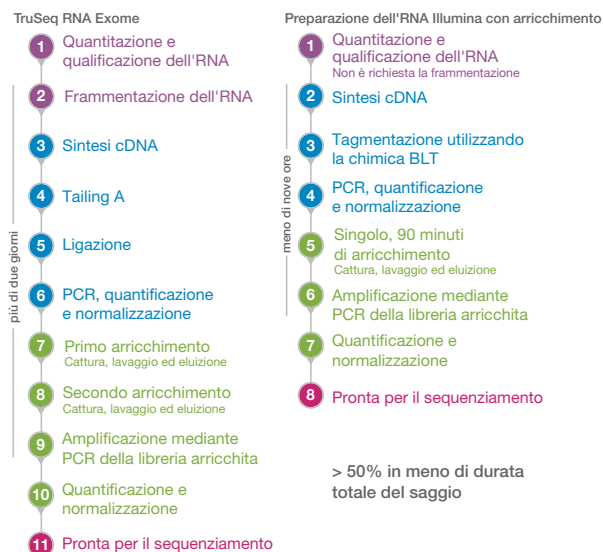 TruSeq RNA Exome
1
Quantitazione e
qualificazione dell'RNA
2
Frammentazione dell'RNA
3
Sintesi cDNA
4
Tailing A
5
Ligazione
6
PCR, quantificazione
e normalizzazione
7
Primo arricchimento
Cattura, lavaggio ed eluizione
8
Secondo arricchimento
Cattura, lavaggio ed eluizione
9
Amplificazione mediante
PCR della libreria arricchita
10
Quantificazione e
normalizzazione
11
Pronta per il sequenziamento
più di due giorni
Preparazione dell'RNA Illumina con arricchimento
1
Quantitazione e
qualificazione dell'RNA
Non è richiesta la frammentazione
2
Sintesi cDNA
3
Tagmentazione utilizzando
la chimica BLT
4
PCR, quantificazione
e normalizzazione
5
Singolo, 90 minuti
di arricchimento
Cattura, lavaggio ed eluizione
6
Amplificazione mediante
PCR della libreria arricchita
7
Quantificazione e
normalizzazione
8
Pronta per il sequenziamento
meno di nove ore
> 50% in meno di durata
totale del saggio